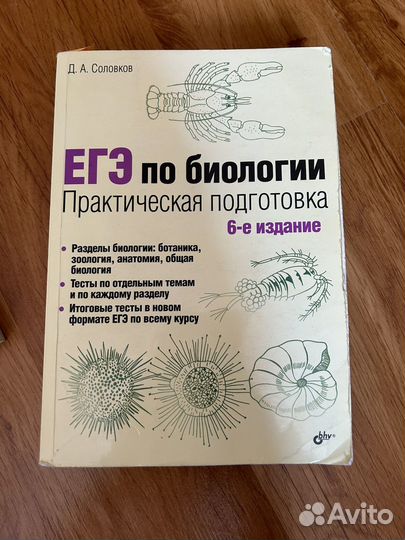 Д. А. Соловков
ЕГЭ по биологии
Практическая подготовка
6-е издание
• Разделы биологии: ботаника,
зоология, анатомия, общая
биология
• Тесты по отдельным темам
и по каждому разделу
• Итоговые тесты в новом
формате ЕГЭ по всему курсу
bhv®
Avito